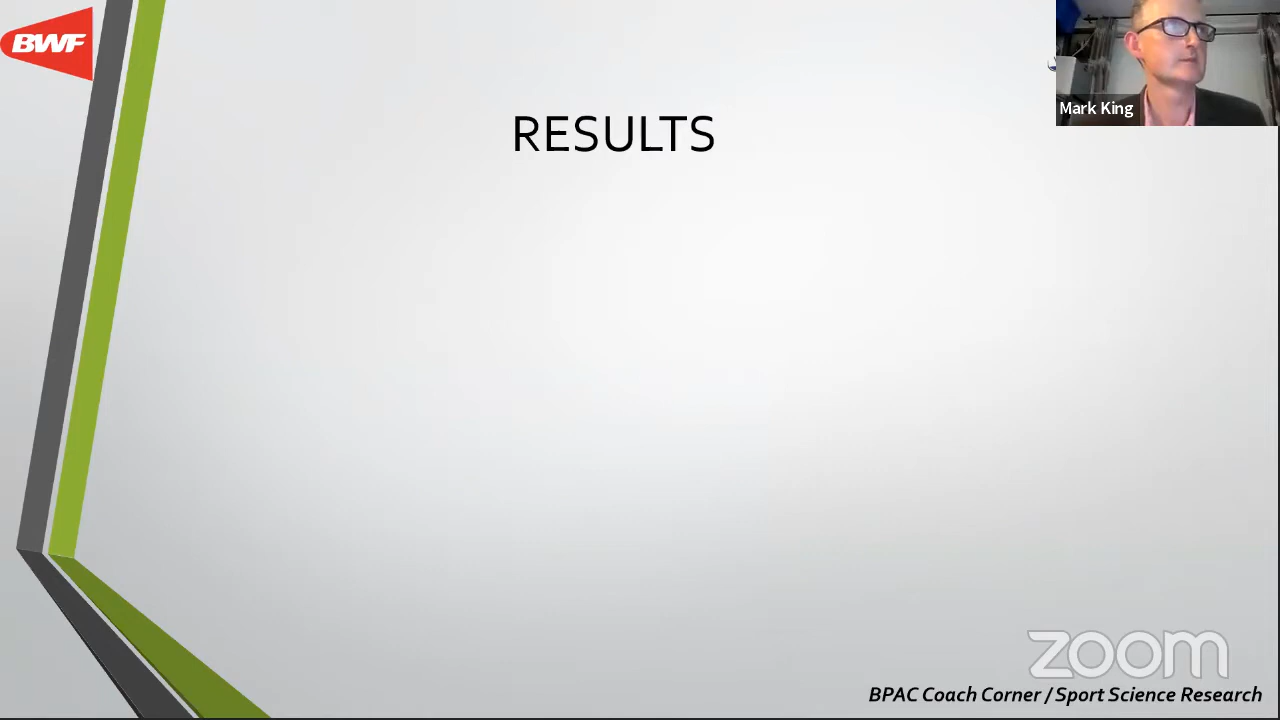 BWF
Mark King
RESULTS
zoom
BPAC Coach Corner / Sport Science Research